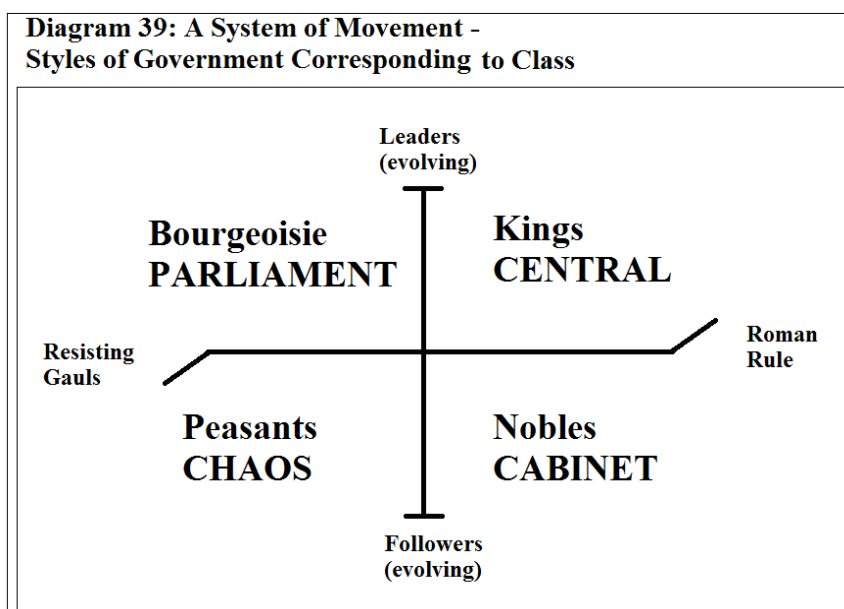 Diagram 39: A System of Movement -
Styles of Government Corresponding to Class
Leaders
(evolving)
Bourgeoisie
PARLIAMENT
Kings
CENTRAL
Resisting
Gauls
Roman
Rule
Peasants
CHAOS
Nobles
CABINET
Followers
(evolving)